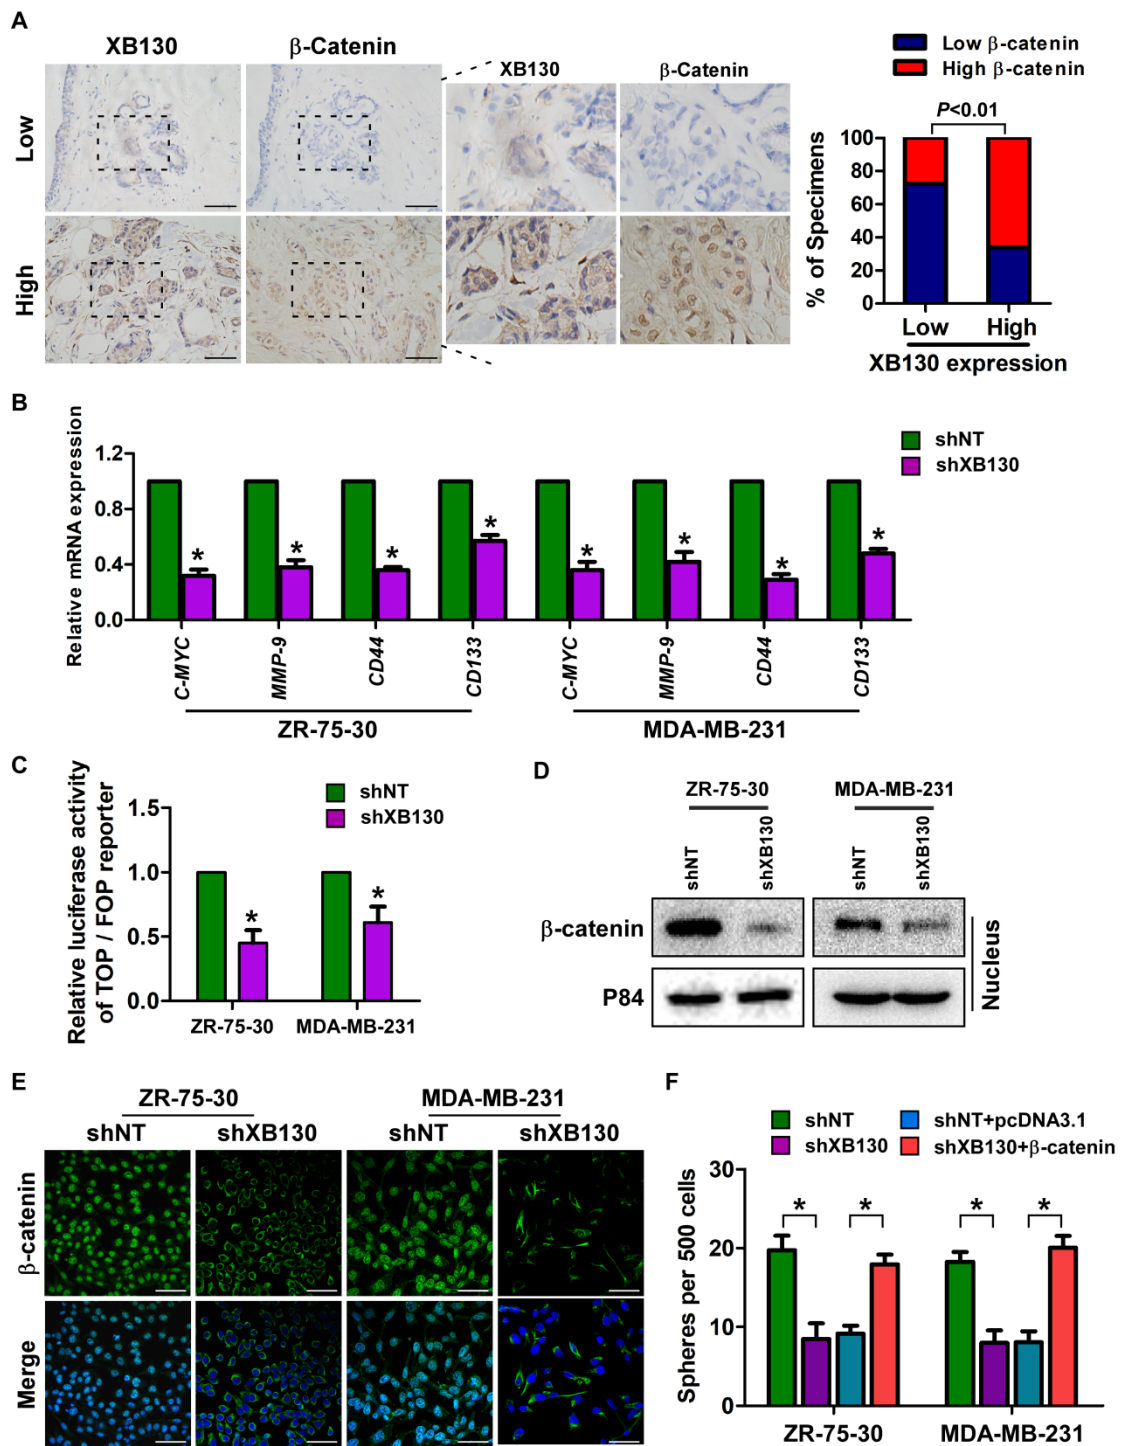 A
XB130
β-Catenin
XB130
β-Catenin
Low
High
Low β-catenin
High β-catenin
P<0.01
% of Specimens
100
80
60
40
20
0
Low
High
XB130 expression
B
Relative mRNA expression
1.2
0.8
0.4
0.0
shNT
shXB130
* * * * * * * *
C-MYC
MMP-9
CD44
CD133
C-MYC
MMP-9
CD44
CD133
ZR-75-30
MDA-MB-231
C
Relative luciferase activity
of TOP / FOP reporter
1.5
1.0
0.5
0.0
shNT
shXB130
* *
ZR-75-30
MDA-MB-231
D
ZR-75-30
MDA-MB-231
shNT
shXB130
shNT
shXB130
β-catenin
P84
Nucleus
E
ZR-75-30
MDA-MB-231
shNT
shXB130
shNT
shXB130
β-catenin
Merge
F
shNT
shXB130
shNT+pcDNA3.1
shXB130+β-catenin
Spheres per 500 cells
30
20
10
0
* * * *
ZR-75-30
MDA-MB-231